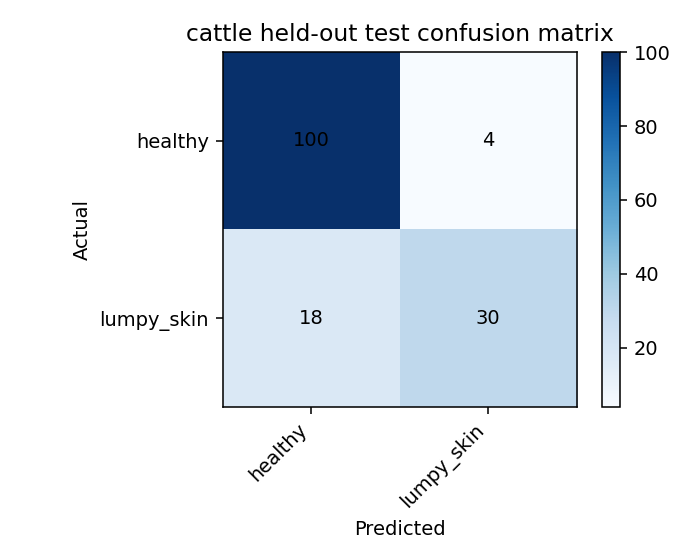 cattle held-out test confusion matrix
healthy
lumpy_skin
Actual
100
4
18
30
healthy
lumpy_skin
Predicted
100
80
60
40
20